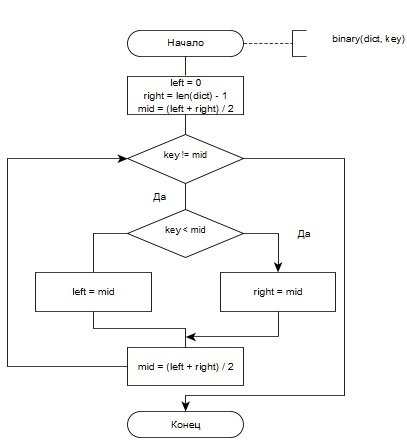 Начало
binary(dict, key)
left = 0
right = len(dict) - 1
mid = (left + right) / 2
key != mid
Да
key < mid
Да
left = mid
right = mid
mid = (left + right) / 2
Конец